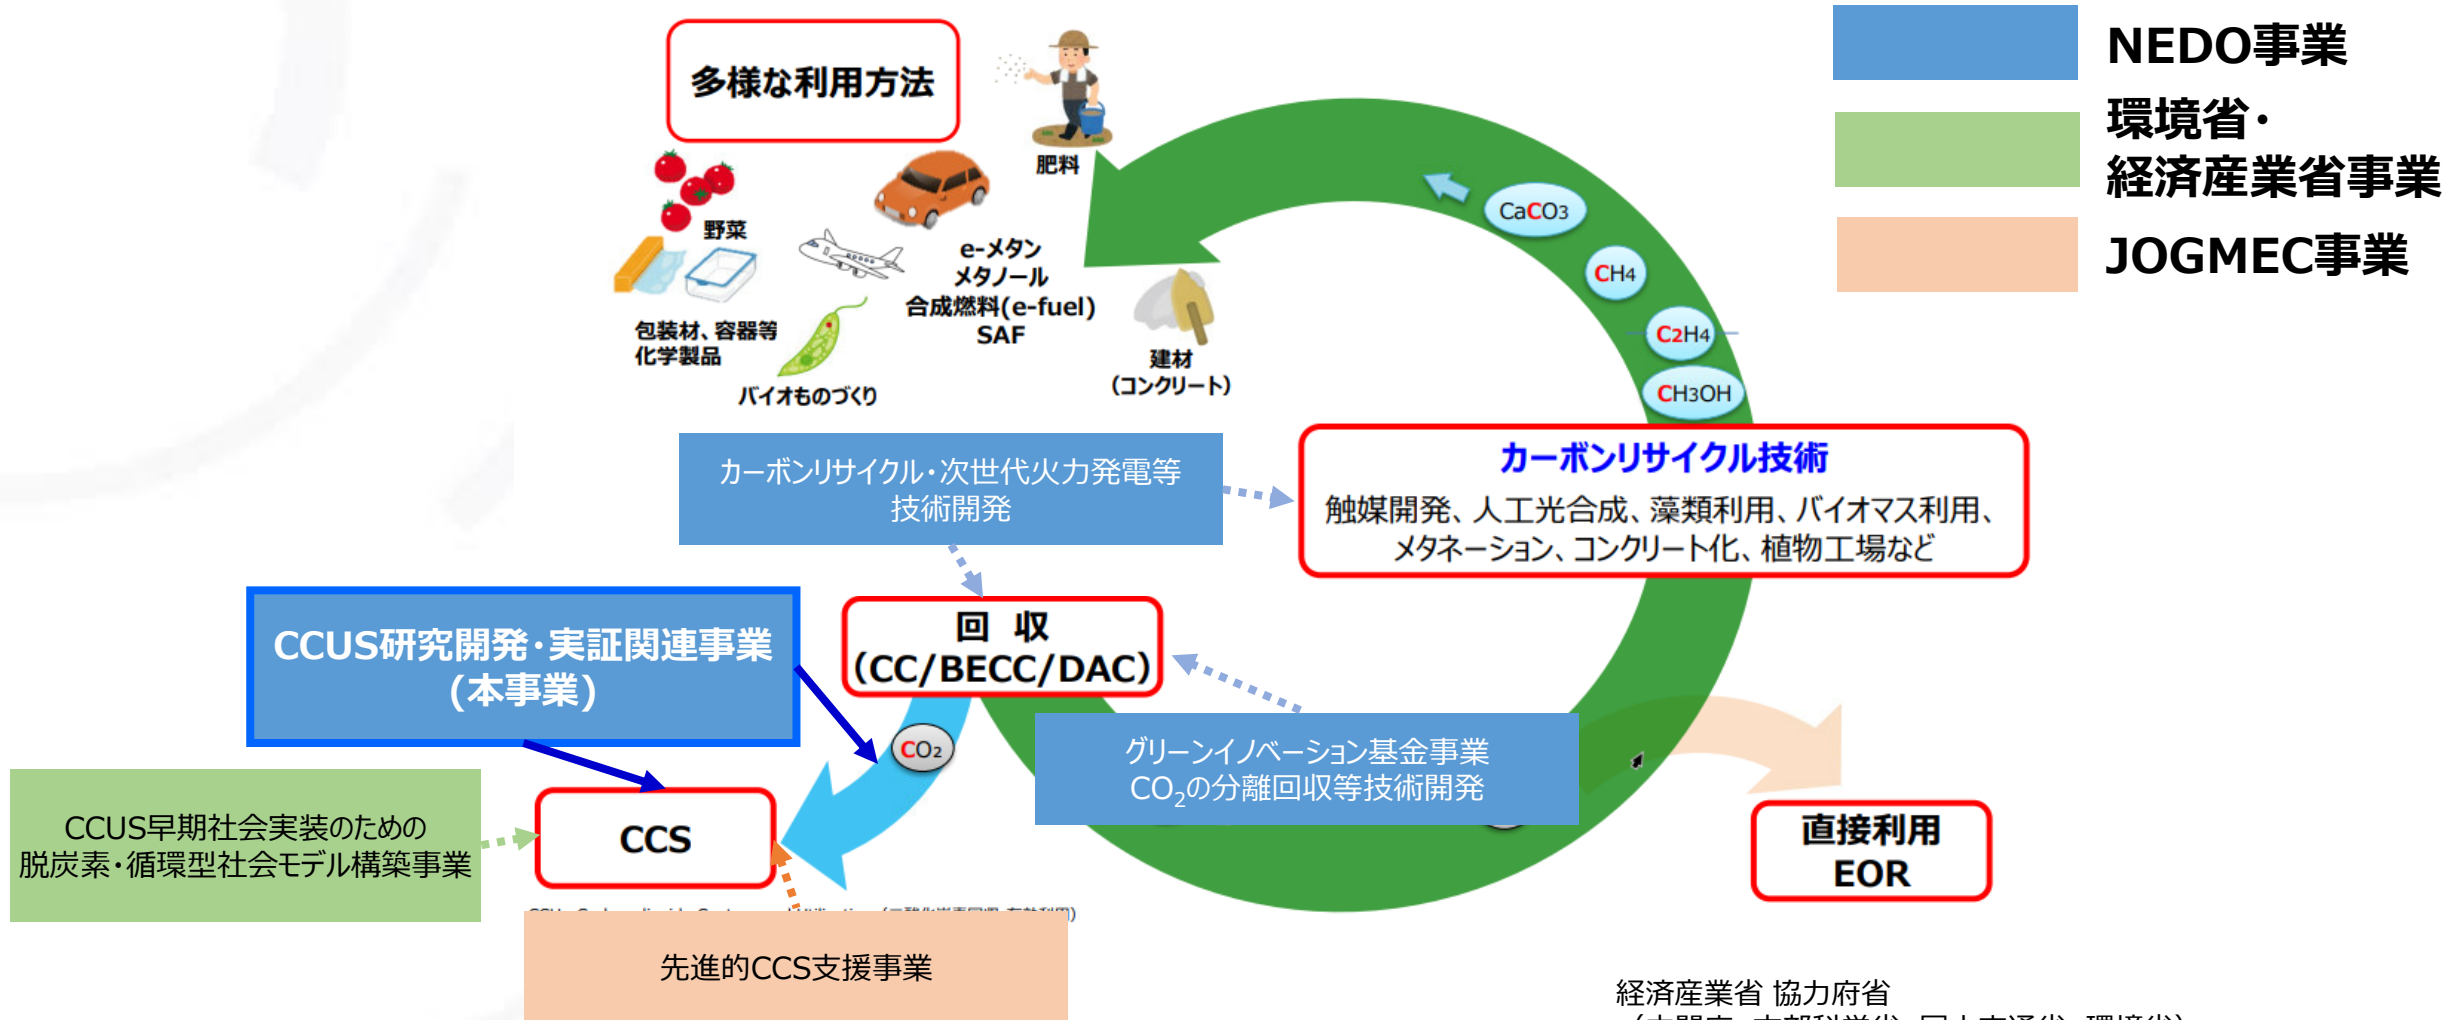 多様な利用方法
肥料
野菜
e-メタン
メタノール
合成燃料(e-fuel)
SAF
包装材、容器等
化学製品
バイオものづくり
建材
（コンクリート）
NEDO事業
環境省・
経済産業省事業
JOGMEC事業
CaCO3
CH4
C2H4
CH3OH
カーボンリサイクル技術
触媒開発、人工光合成、藻類利用、バイオマス利用、
メタネーション、コンクリート化、植物工場など
カーボンリサイクル・次世代火力発電等
技術開発
回 収
（CC/BECC/DAC）
CCUS研究開発・実証関連事業
(本事業)
CO2
グリーンイノベーション基金事業
CO2の分離回収等技術開発
CCUS早期社会実装のための
脱炭素・循環型社会モデル構築事業
CCS
直接利用
EOR
先進的CCS支援事業
経済産業省 協力府省